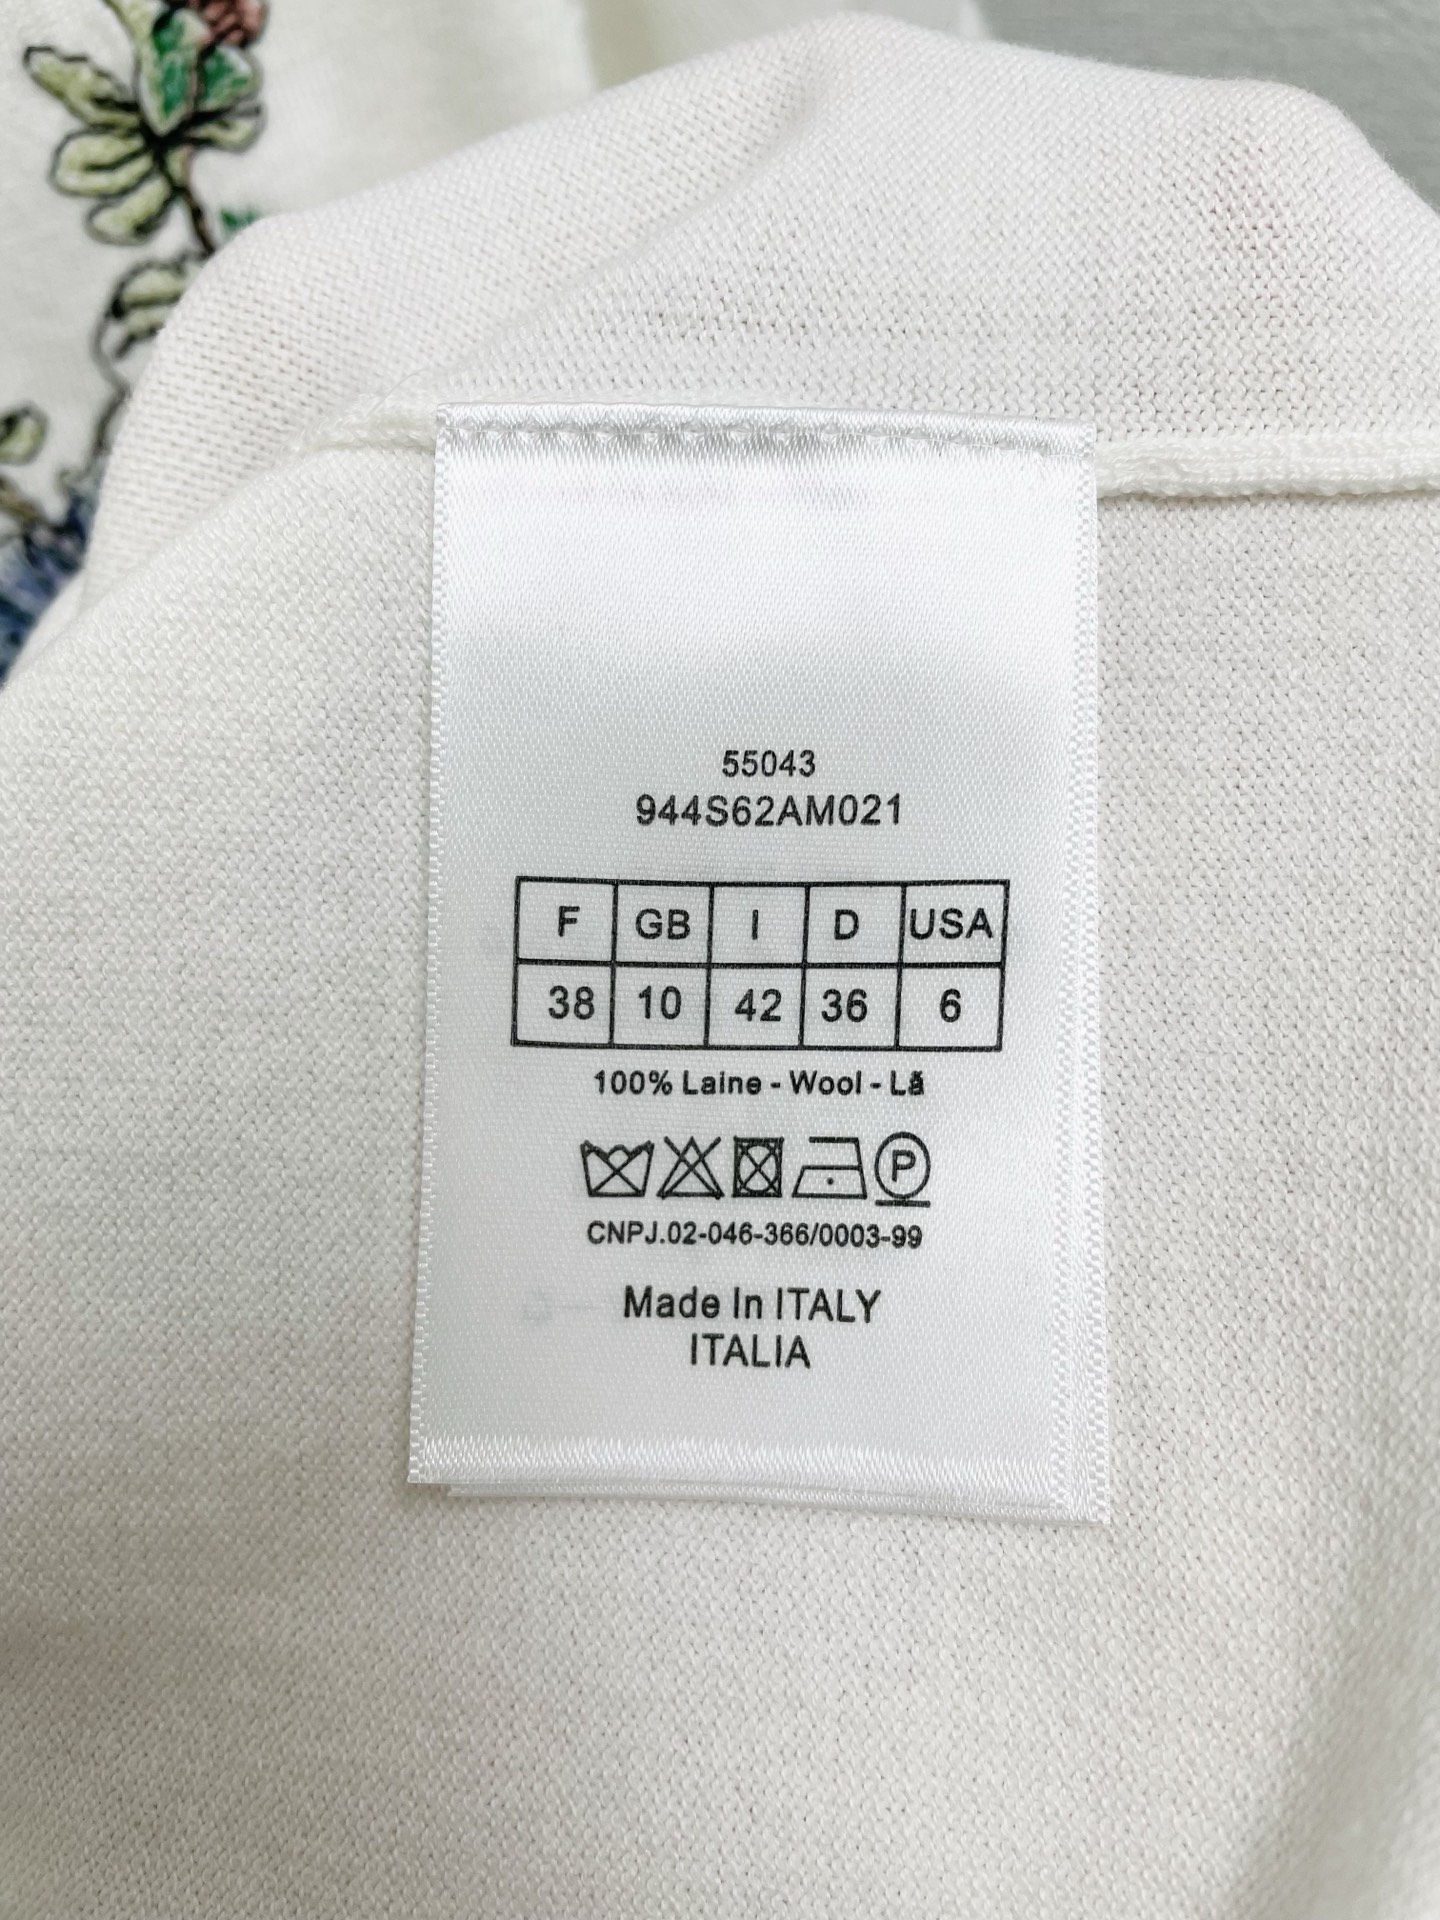 55043
944S62AM021
F GB I D USA
38 10 42 36 6
100% Laine - Wool - Lã
P
CNPJ.02-046-366/0003-99
Made In ITALY
ITALIA